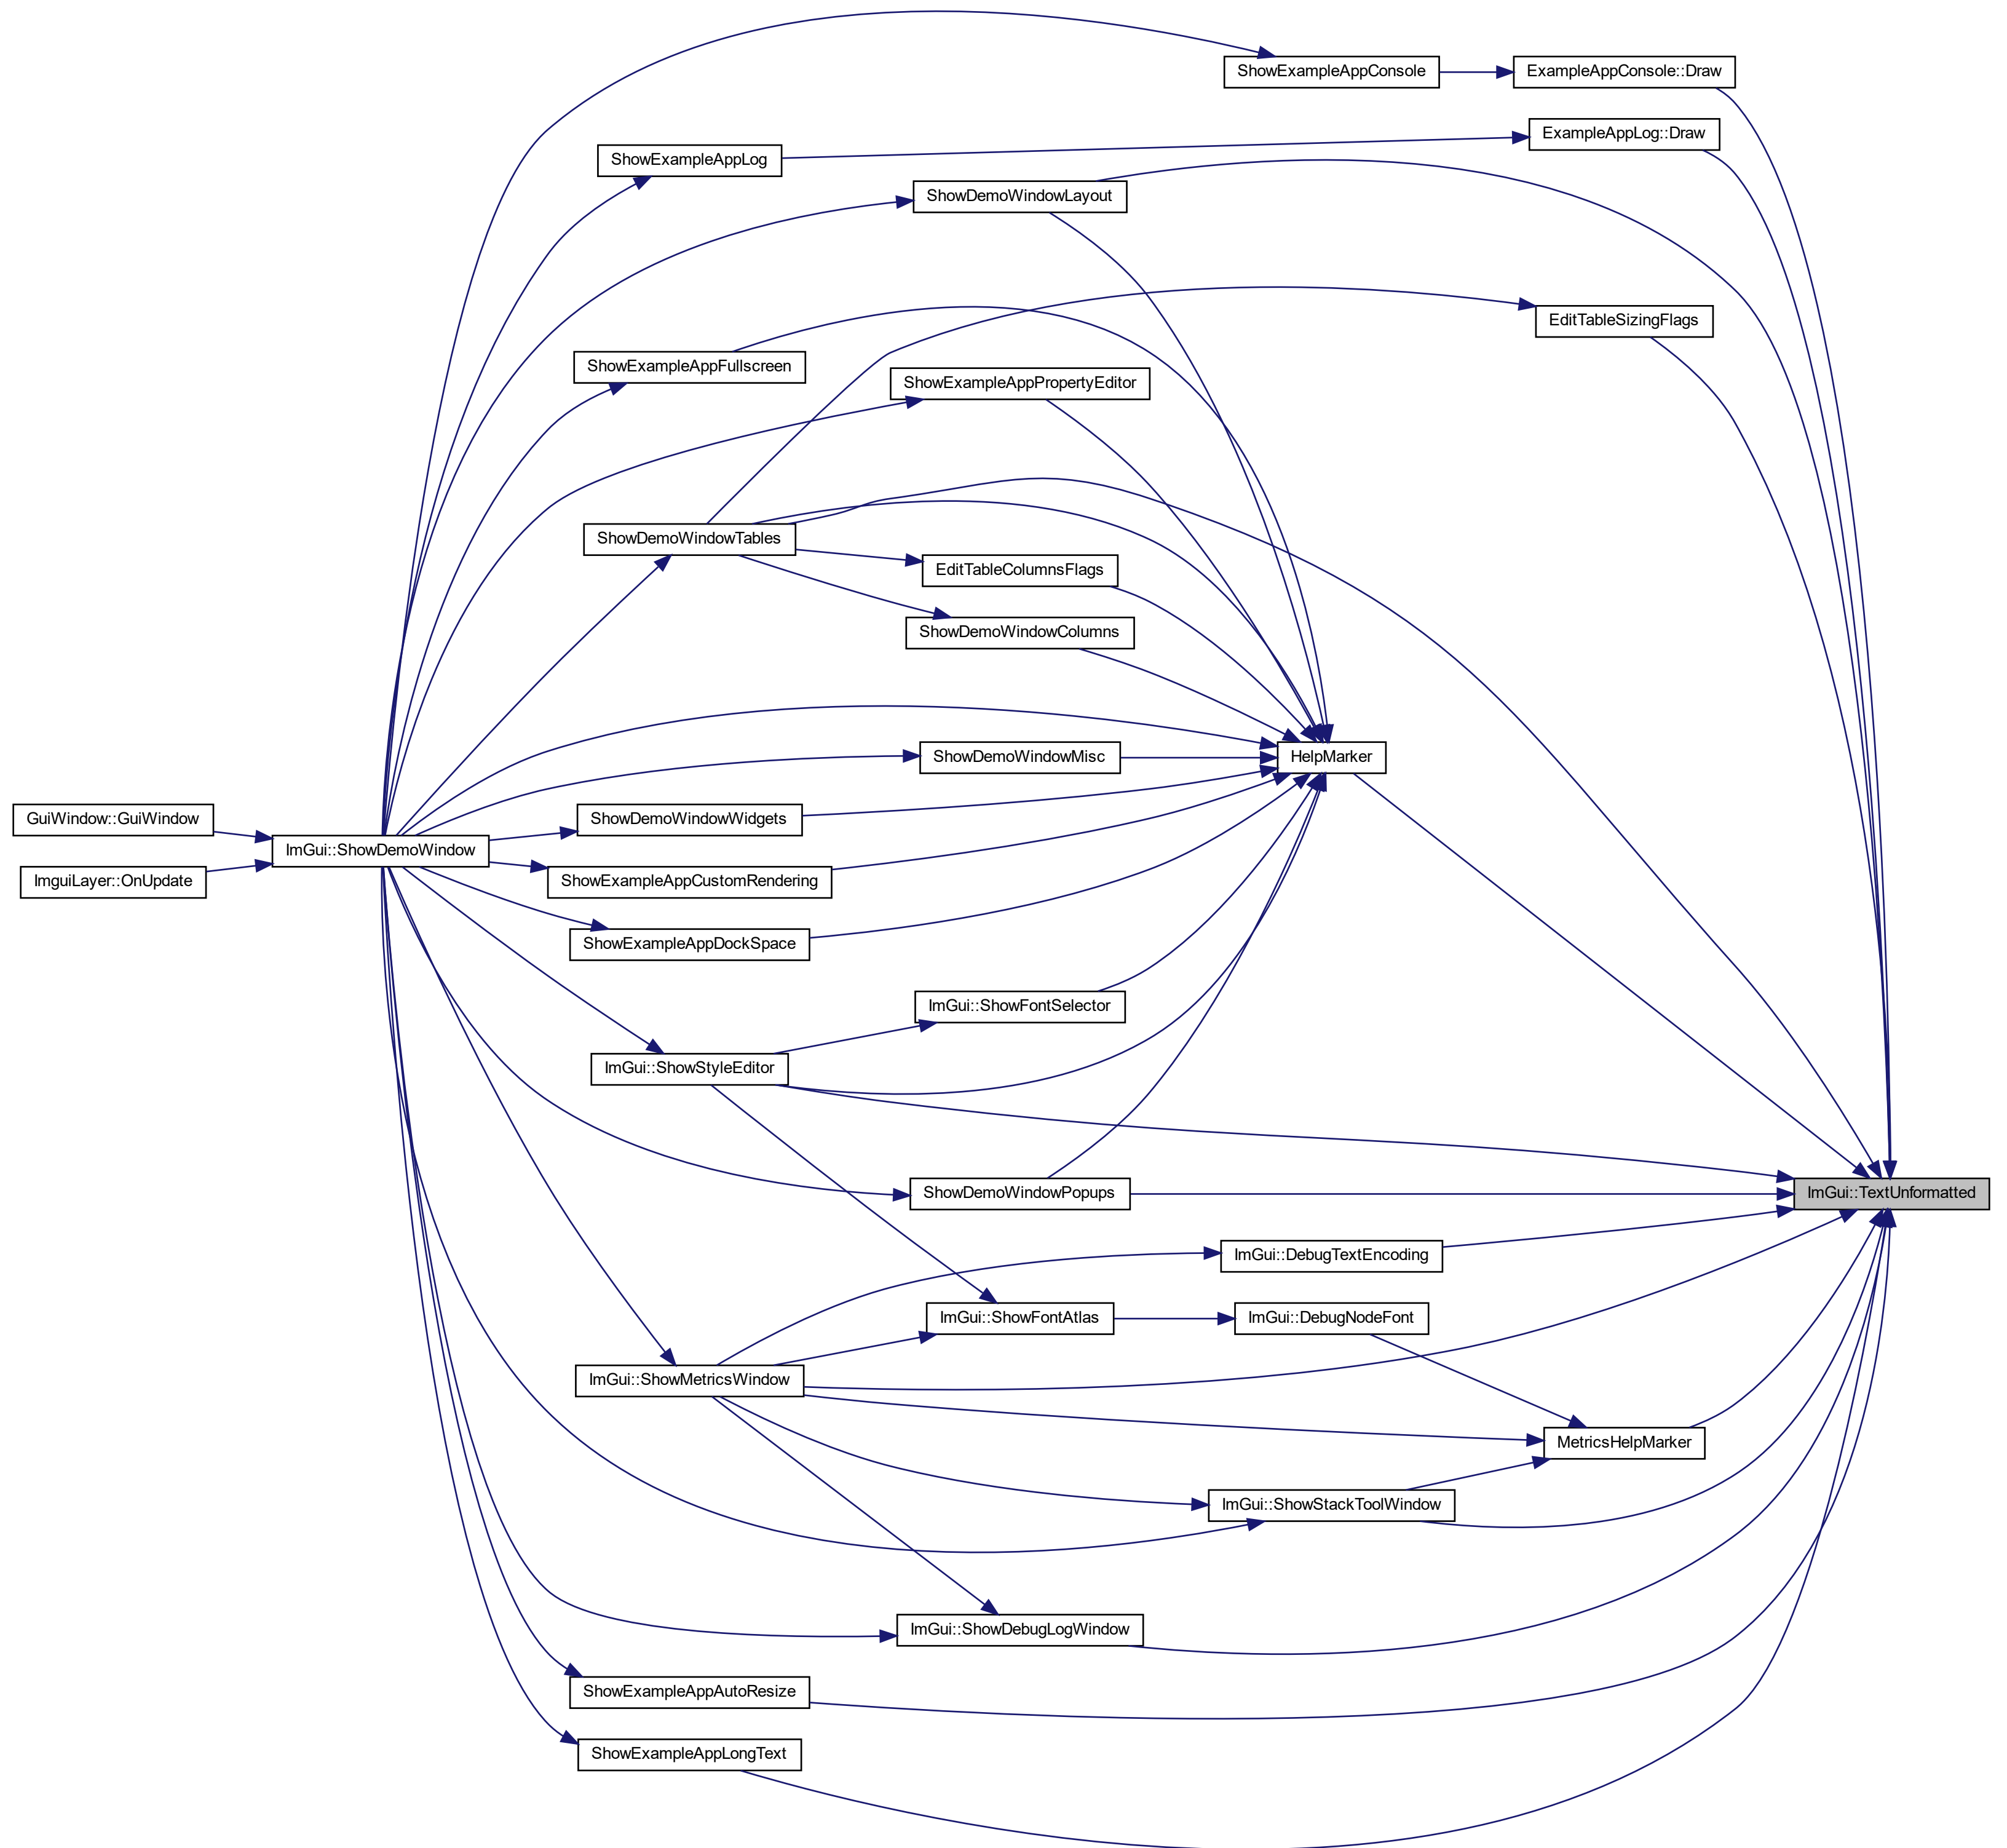 ShowExampleAppConsole
ExampleAppConsole::Draw
ExampleAppLog::Draw
ShowExampleAppLog
ShowDemoWindowLayout
EditTableSizingFlags
ShowExampleAppFullscreen
ShowExampleAppPropertyEditor
ShowDemoWindowTables
EditTableColumnsFlags
ShowDemoWindowColumns
ShowDemoWindowMisc
HelpMarker
GuiWindow::GuiWindow
ShowDemoWindowWidgets
ImGui::ShowDemoWindow
ImguiLayer::OnUpdate
ShowExampleAppCustomRendering
ShowExampleAppDockSpace
ImGui::ShowFontSelector
ImGui::ShowStyleEditor
ShowDemoWindowPopups
ImGui::TextUnformatted
ImGui::DebugTextEncoding
ImGui::ShowFontAtlas
ImGui::DebugNodeFont
ImGui::ShowMetricsWindow
MetricsHelpMarker
ImGui::ShowStackToolWindow
ImGui::ShowDebugLogWindow
ShowExampleAppAutoResize
ShowExampleAppLongText